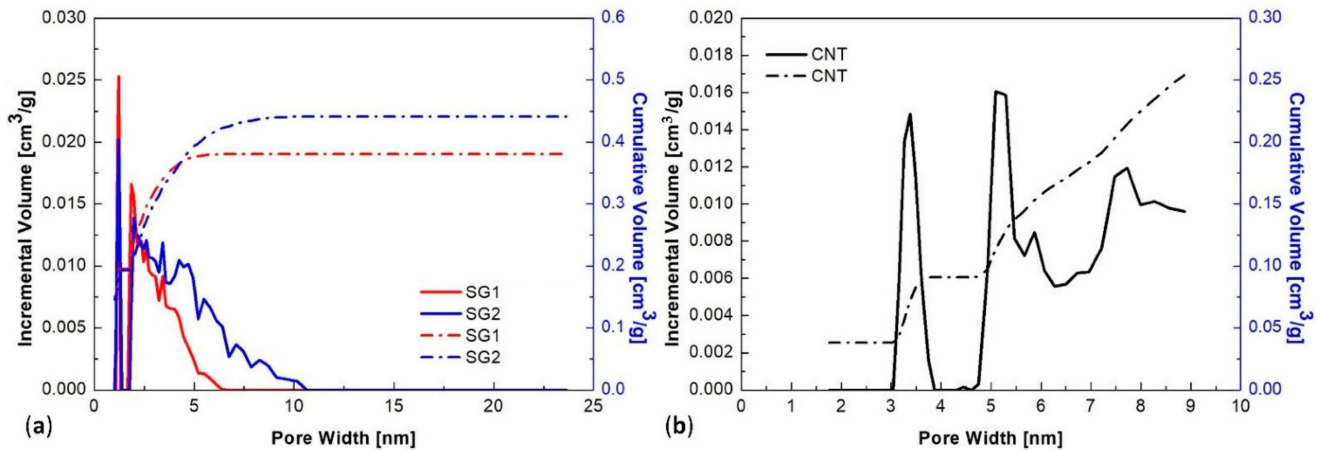 Incremental Volume [cm³/g]
0.030
0.025
0.020
0.015
0.010
0.005
0.000
0.6
0.5
0.4
0.3
0.2
0.1
0.0
Cumulative Volume [cm³/g]
SG1
SG2
SG1
SG2
0 5 10 15 20 25
Pore Width [nm]
(a)
Incremental Volume [cm³/g]
0.020
0.018
0.016
0.014
0.012
0.010
0.008
0.006
0.004
0.002
0.000
CNT
CNT
0.30
0.25
0.20
0.15
0.10
0.05
0.00
Cumulative Volume [cm³/g]
0 1 2 3 4 5 6 7 8 9 10
Pore Width [nm]
(b)